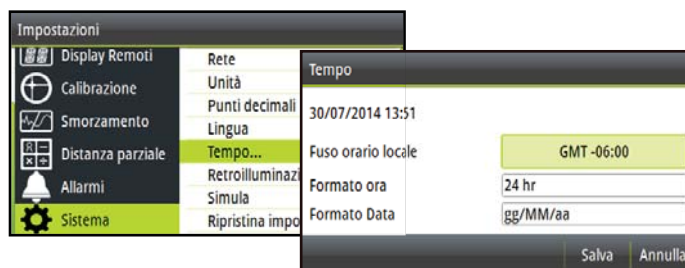 Impostazioni
Display Remoti
Calibrazione
Smorzamento
Distanza parziale
Allarmi
Sistema
Rete
Unità
Punti decimali
Lingua
Tempo...
Retroilluminazi
Simula
Ripristina impo
Tempo
30/07/2014 13:51
Fuso orario locale GMT -06:00
Formato ora 24 hr
Formato Data gg/MM/aa
Salva Annulla